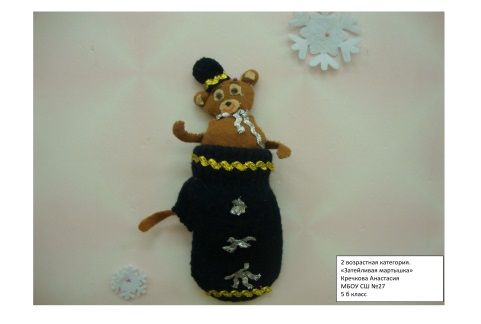 2 возрастная категория.
«Затейливая мартышка»
Кречкова Анастасия
МБОУ СШ №27
5 б класс